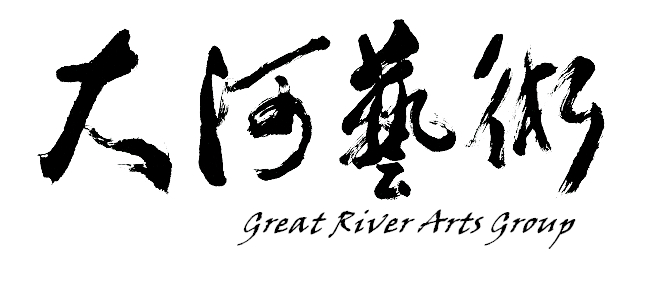 大河藝術
Great River Arts Group